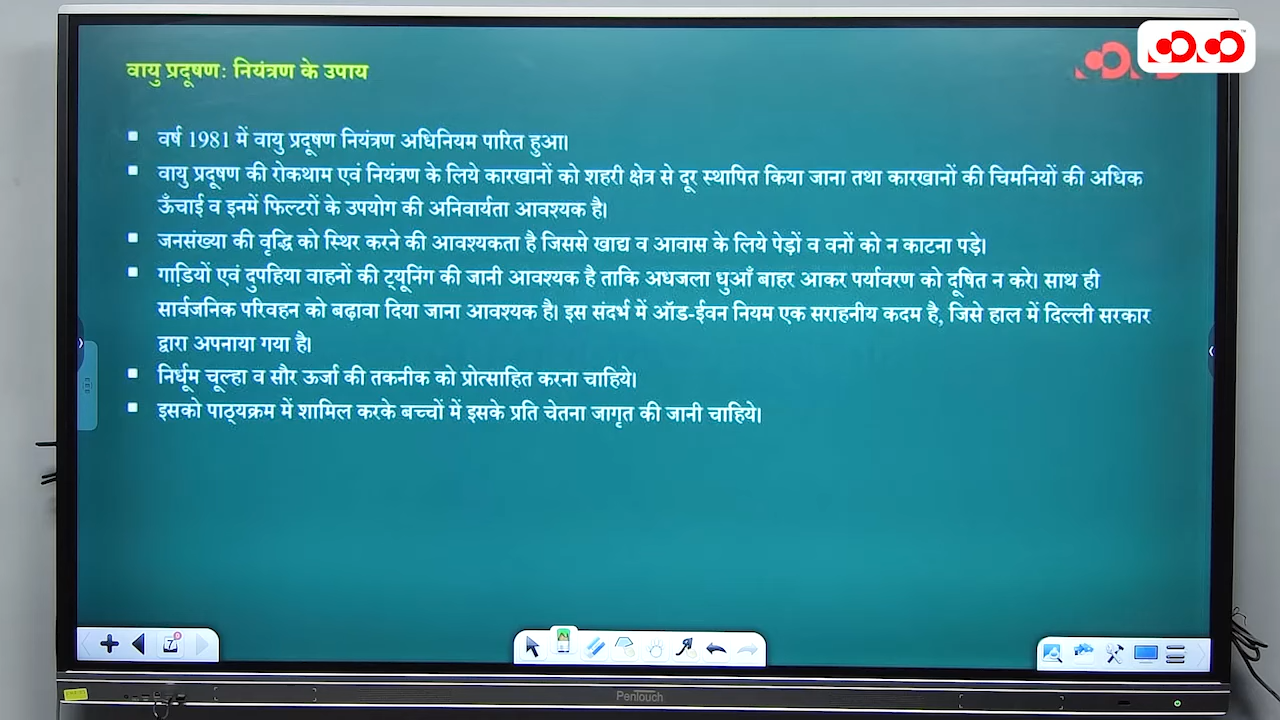 वायु प्रदूषण: नियंत्रण के उपाय
▪ वर्ष 1981 में वायु प्रदूषण नियंत्रण अधिनियम पारित हुआ।
▪ वायु प्रदूषण की रोकथाम एवं नियंत्रण के लिये कारखानों को शहरी क्षेत्र से दूर स्थापित किया जाना तथा कारखानों की चिमनियों की अधिक
ऊँचाई व इनमें फिल्टरों के उपयोग की अनिवार्यता आवश्यक है।
▪ जनसंख्या की वृद्धि को स्थिर करने की आवश्यकता है जिससे खाद्य व आवास के लिये पेड़ों व वनों को न काटना पड़े।
▪ गाडि़यों एवं दुपहिया वाहनों की ट्यूनिंग की जानी आवश्यक है ताकि अधजला धुआँ बाहर आकर पर्यावरण को दूषित न करे। साथ ही
सार्वजनिक परिवहन को बढ़ावा दिया जाना आवश्यक है। इस संदर्भ में ऑड-ईवन नियम एक सराहनीय कदम है, जिसे हाल में दिल्ली सरकार
द्वारा अपनाया गया है।
▪ निर्धूम चूल्हा व सौर ऊर्जा की तकनीक को प्रोत्साहित करना चाहिये।
▪ इसको पाठ्यक्रम में शामिल करके बच्चों में इसके प्रति चेतना जागृत की जानी चाहिये।
Pentouch